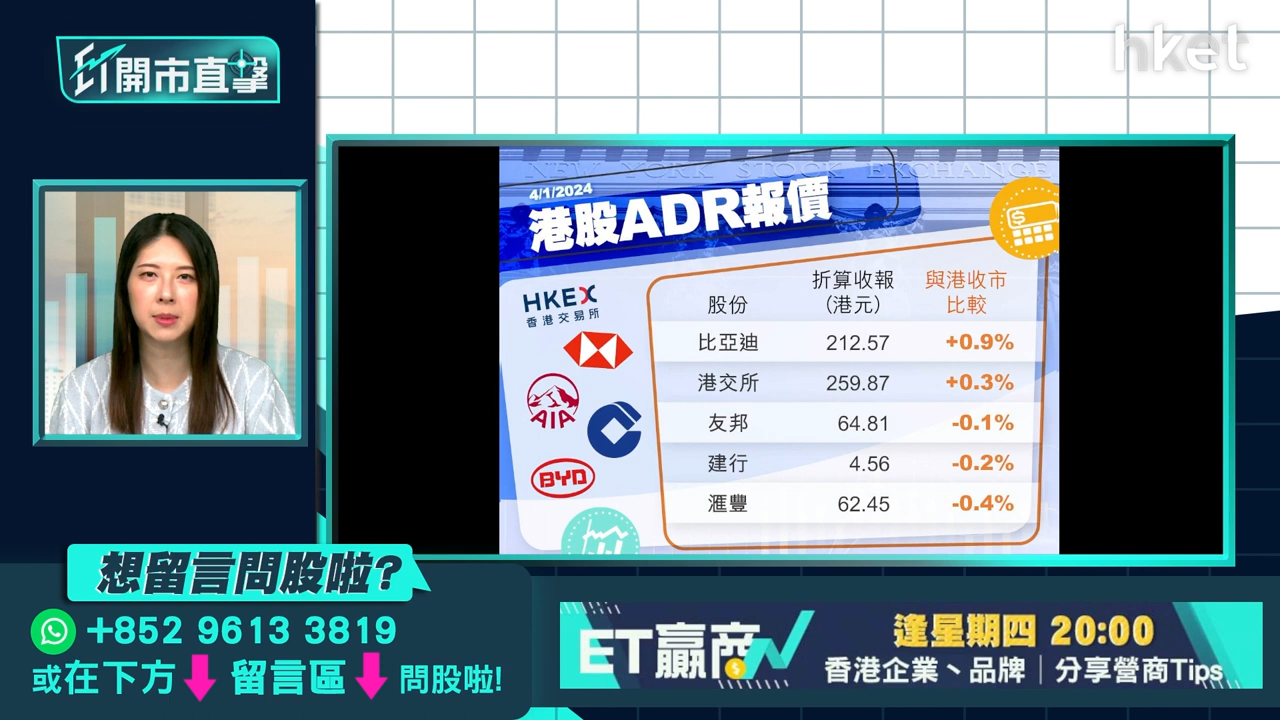 ET開市直擊
hket
NEW YORK STOCK EXCHANGE
4/1/2024
港股ADR報價
HKEX
香港交易所
AIA
BYD
股份 折算收報(港元) 與港收市比較
比亞迪 212.57 +0.9%
港交所 259.87 +0.3%
友邦 64.81 -0.1%
建行 4.56 -0.2%
滙豐 62.45 -0.4%
想留言問股啦?
+852 9613 3819
或在下方 留言區 問股啦!
ET贏商
逢星期四 20:00
香港企業、品牌｜分享營商Tips